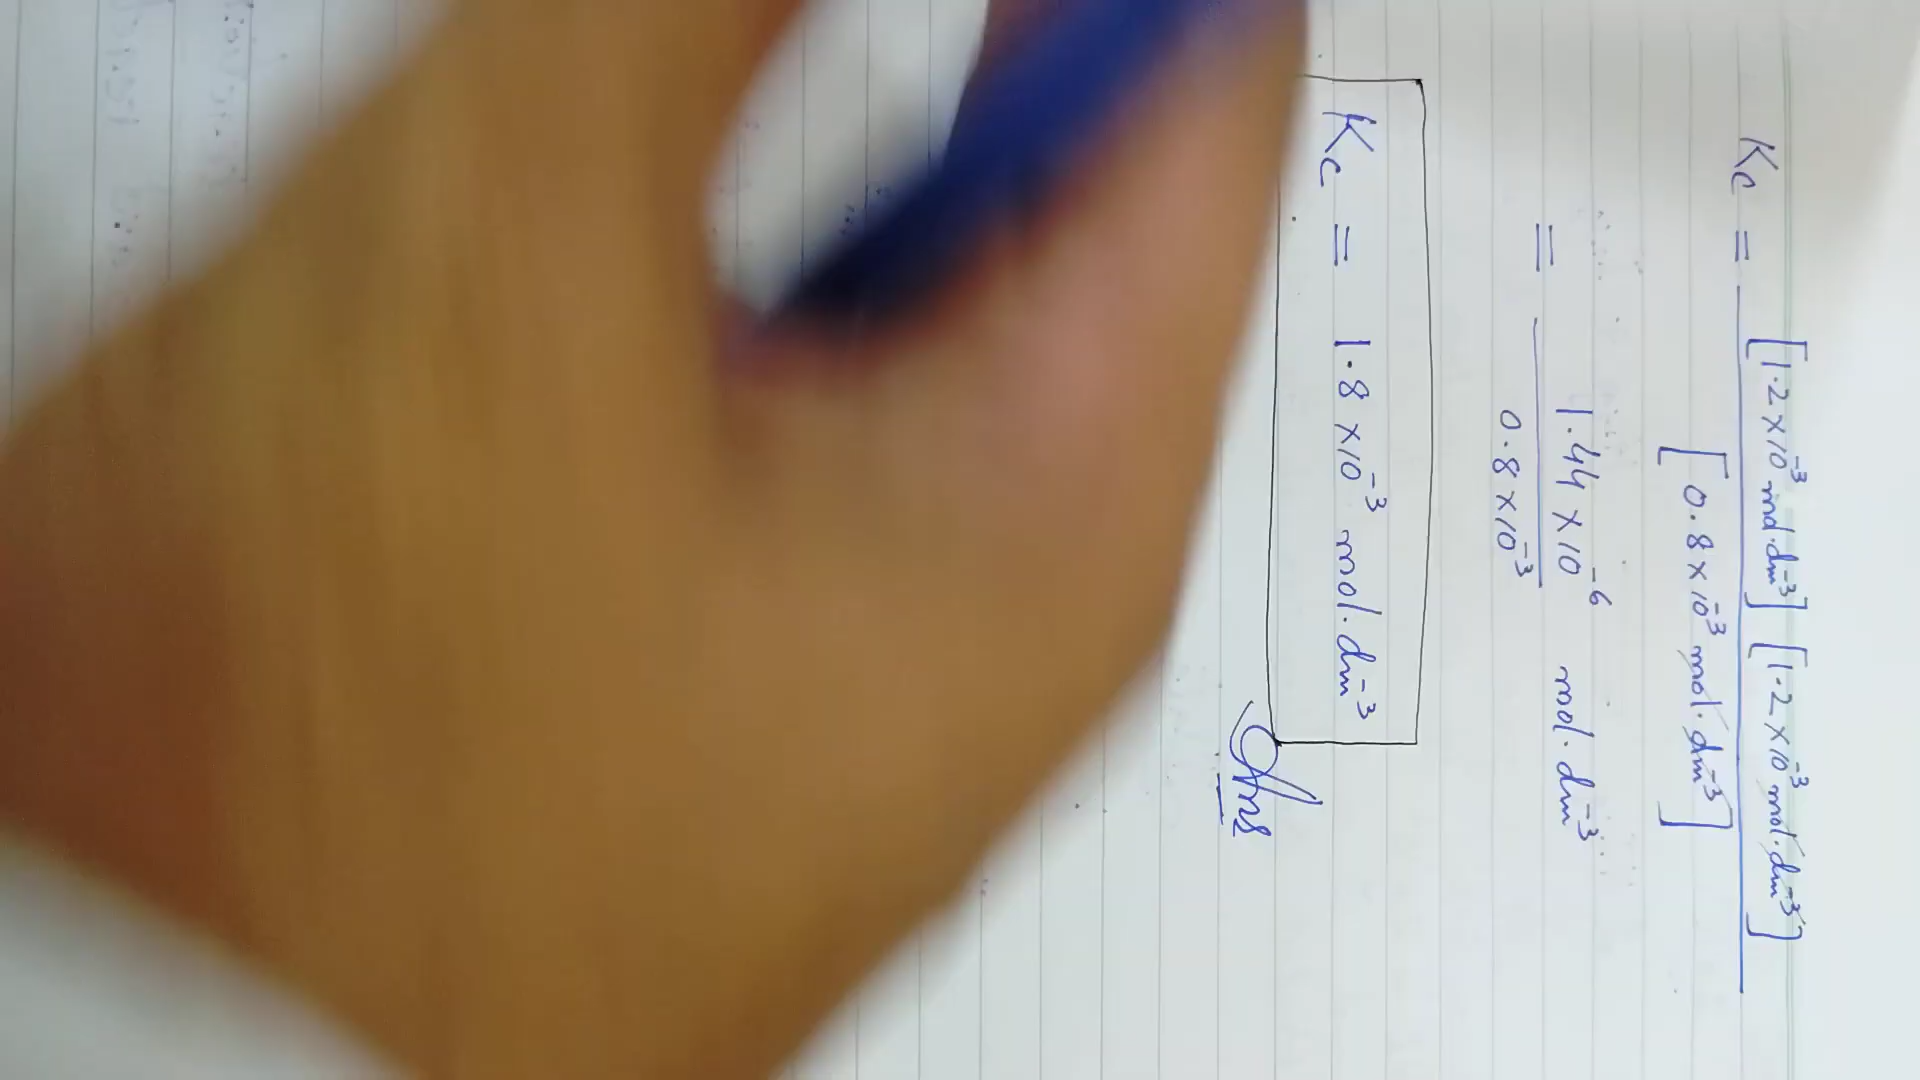 Kc = [1.2×10⁻³ mol.dm⁻³] [1.2×10⁻³ mol.dm⁻³]
[0.8×10⁻³ mol.dm⁻³]
= 1.44×10⁻⁶ mol.dm⁻³
0.8×10⁻³
Kc = 1.8×10⁻³ mol.dm⁻³
Ans